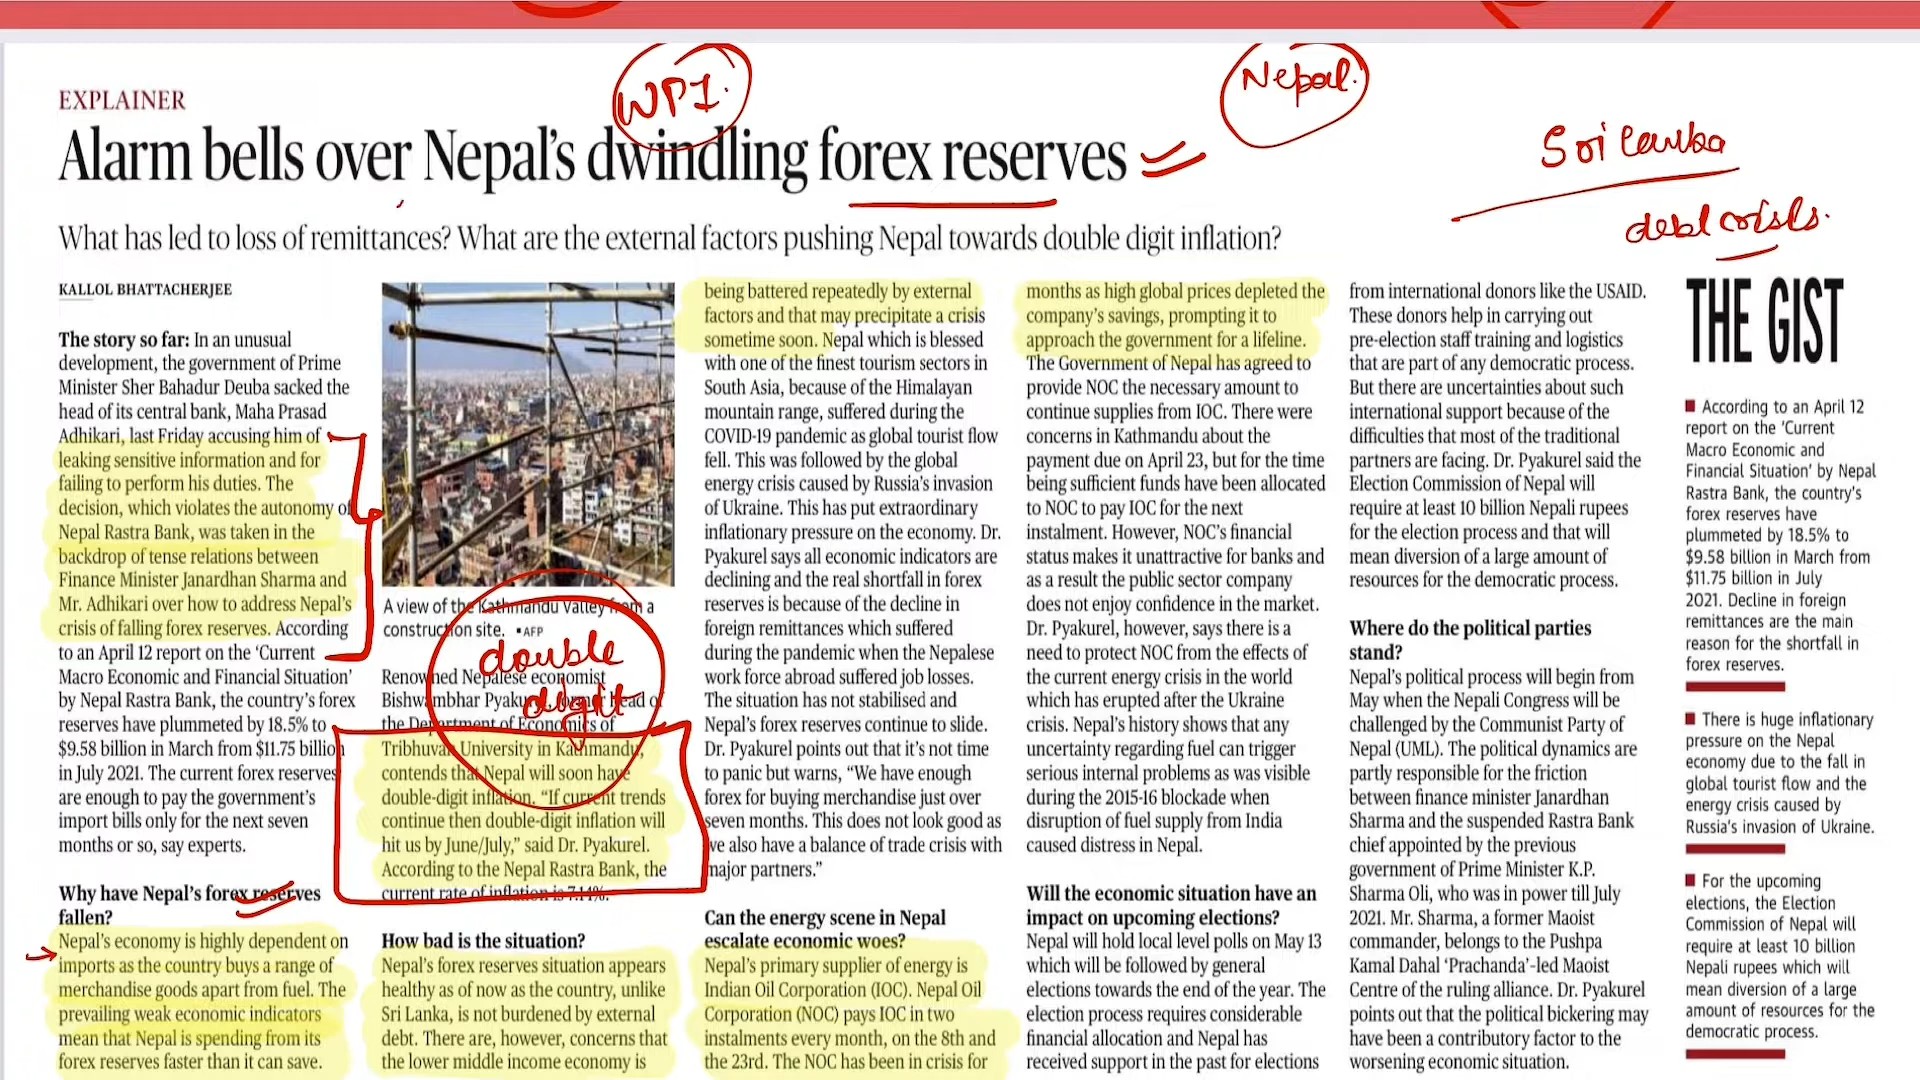 WPI.
Nepal.
EXPLAINER
Alarm bells over Nepal's dwindling forex reserves
Sri Lanka
debt crisis.
What has led to loss of remittances? What are the external factors pushing Nepal towards double digit inflation?
KALLOL BHATTACHERJEE
The story so far: In an unusual
development, the government of Prime
Minister Sher Bahadur Deuba sacked the
head of its central bank, Maha Prasad
Adhikari, last Friday accusing him of
leaking sensitive information and for
failing to perform his duties. The
decision, which violates the autonomy of
Nepal Rastra Bank, was taken in the
backdrop of tense relations between
Finance Minister Janardhan Sharma and
Mr. Adhikari over how to address Nepal's
crisis of falling forex reserves. According
to an April 12 report on the 'Current
Macro Economic and Financial Situation'
by Nepal Rastra Bank, the country's forex
reserves have plummeted by 18.5% to
$9.58 billion in March from $11.75 billion
in July 2021. The current forex reserves
are enough to pay the government's
import bills only for the next seven
months or so, say experts.
Why have Nepal's forex reserves
fallen?
Nepal's economy is highly dependent on
imports as the country buys a range of
merchandise goods apart from fuel. The
prevailing weak economic indicators
mean that Nepal is spending from its
forex reserves faster than it can save.
A view of the Kathmandu Valley from a
construction site. ▪AFP
double
digit
Renowned Nepalese economist
Bishwambhar Pyakurel, former head of
the Department of Economics of
Tribhuvan University in Kathmandu,
contends that Nepal will soon have
double-digit inflation. “If current trends
continue then double-digit inflation will
hit us by June/July,” said Dr. Pyakurel.
According to the Nepal Rastra Bank, the
current rate of inflation is 7.14%.
How bad is the situation?
Nepal's forex reserves situation appears
healthy as of now as the country, unlike
Sri Lanka, is not burdened by external
debt. There are, however, concerns that
the lower middle income economy is
being battered repeatedly by external
factors and that may precipitate a crisis
sometime soon. Nepal which is blessed
with one of the finest tourism sectors in
South Asia, because of the Himalayan
mountain range, suffered during the
COVID-19 pandemic as global tourist flow
fell. This was followed by the global
energy crisis caused by Russia's invasion
of Ukraine. This has put extraordinary
inflationary pressure on the economy. Dr.
Pyakurel says all economic indicators are
declining and the real shortfall in forex
reserves is because of the decline in
foreign remittances which suffered
during the pandemic when the Nepalese
work force abroad suffered job losses.
The situation has not stabilised and
Nepal's forex reserves continue to slide.
Dr. Pyakurel points out that it's not time
to panic but warns, “We have enough
forex for buying merchandise just over
seven months. This does not look good as
we also have a balance of trade crisis with
major partners.”
Can the energy scene in Nepal
escalate economic woes?
Nepal's primary supplier of energy is
Indian Oil Corporation (IOC). Nepal Oil
Corporation (NOC) pays IOC in two
instalments every month, on the 8th and
the 23rd. The NOC has been in crisis for
months as high global prices depleted the
company's savings, prompting it to
approach the government for a lifeline.
The Government of Nepal has agreed to
provide NOC the necessary amount to
continue supplies from IOC. There were
concerns in Kathmandu about the
payment due on April 23, but for the time
being sufficient funds have been allocated
to NOC to pay IOC for the next
instalment. However, NOC's financial
status makes it unattractive for banks and
as a result the public sector company
does not enjoy confidence in the market.
Dr. Pyakurel, however, says there is a
need to protect NOC from the effects of
the current energy crisis in the world
which has erupted after the Ukraine
crisis. Nepal's history shows that any
uncertainty regarding fuel can trigger
serious internal problems as was visible
during the 2015-16 blockade when
disruption of fuel supply from India
caused distress in Nepal.
Will the economic situation have an
impact on upcoming elections?
Nepal will hold local level polls on May 13
which will be followed by general
elections towards the end of the year. The
election process requires considerable
financial allocation and Nepal has
received support in the past for elections
from international donors like the USAID.
These donors help in carrying out
pre-election staff training and logistics
that are part of any democratic process.
But there are uncertainties about such
international support because of the
difficulties that most of the traditional
partners are facing. Dr. Pyakurel said the
Election Commission of Nepal will
require at least 10 billion Nepali rupees
for the election process and that will
mean diversion of a large amount of
resources for the democratic process.
Where do the political parties
stand?
Nepal's political process will begin from
May when the Nepali Congress will be
challenged by the Communist Party of
Nepal (UML). The political dynamics are
partly responsible for the friction
between finance minister Janardhan
Sharma and the suspended Rastra Bank
chief appointed by the previous
government of Prime Minister K.P.
Sharma Oli, who was in power till July
2021. Mr. Sharma, a former Maoist
commander, belongs to the Pushpa
Kamal Dahal 'Prachanda'-led Maoist
Centre of the ruling alliance. Dr. Pyakurel
points out that the political bickering may
have been a contributory factor to the
worsening economic situation.
THE GIST
According to an April 12
report on the 'Current
Macro Economic and
Financial Situation' by Nepal
Rastra Bank, the country's
forex reserves have
plummeted by 18.5% to
$9.58 billion in March from
$11.75 billion in July
2021. Decline in foreign
remittances are the main
reason for the shortfall in
forex reserves.
There is huge inflationary
pressure on the Nepal
economy due to the fall in
global tourist flow and the
energy crisis caused by
Russia's invasion of Ukraine.
For the upcoming
elections, the Election
Commission of Nepal will
require at least 10 billion
Nepali rupees which will
mean diversion of a large
amount of resources for the
democratic process.